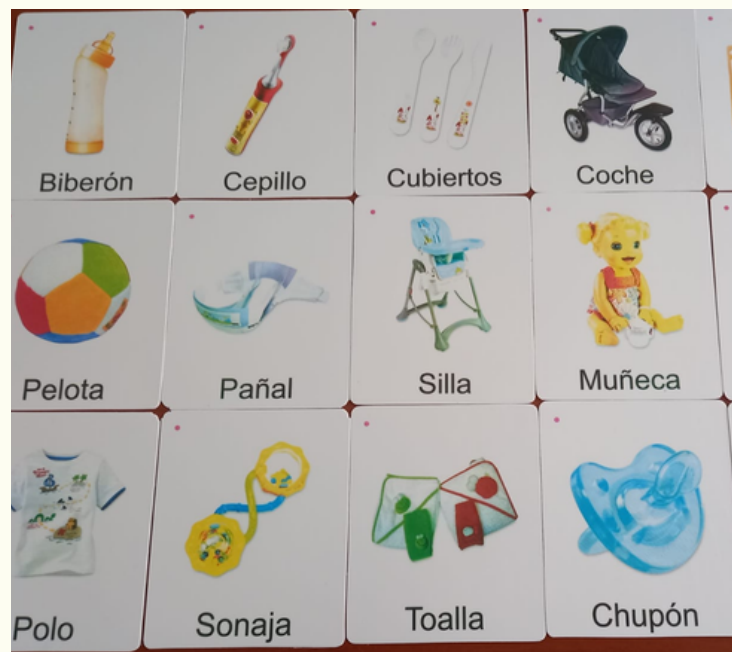 Biberón
Cepillo
Cubiertos
Coche
Pelota
Pañal
Silla
Muñeca
Polo
Sonaja
Toalla
Chupón